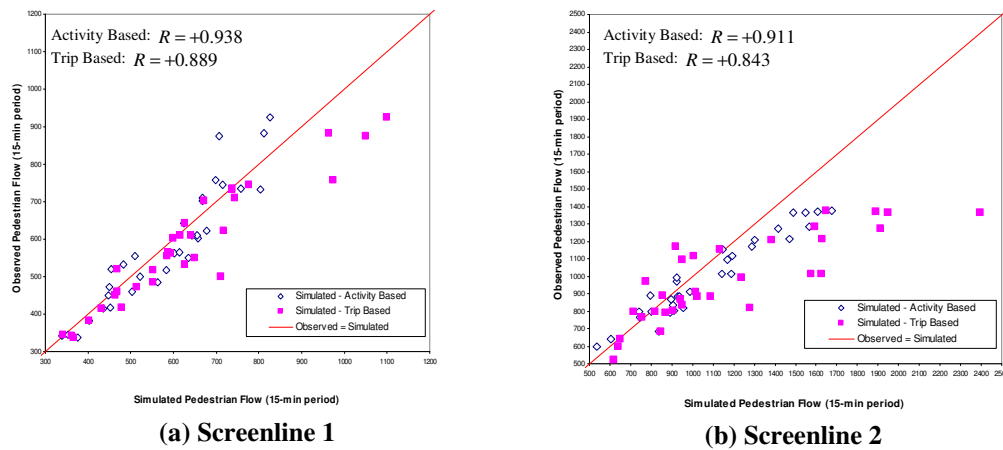 Activity Based: R = +0.938
Trip Based: R = +0.889
1200
1100
1000
900
800
700
600
500
400
300
Observed Pedestrian Flow (15-min period)
Simulated - Activity Based
Simulated - Trip Based
Observed = Simulated
300 400 500 600 700 800 900 1000 1100 1200
Simulated Pedestrian Flow (15-min period)
(a) Screenline 1
Activity Based: R = +0.911
Trip Based: R = +0.843
2500
2400
2300
2200
2100
2000
1900
1800
1700
1600
1500
1400
1300
1200
1100
1000
900
800
700
600
500
Observed Pedestrian Flow (15-min period)
Simulated - Activity Based
Simulated - Trip Based
Observed = Simulated
500 600 700 800 900 1000 1100 1200 1300 1400 1500 1600 1700 1800 1900 2000 2100 2200 2300 2400
Simulated Pedestrian Flow (15-min period)
(b) Screenline 2